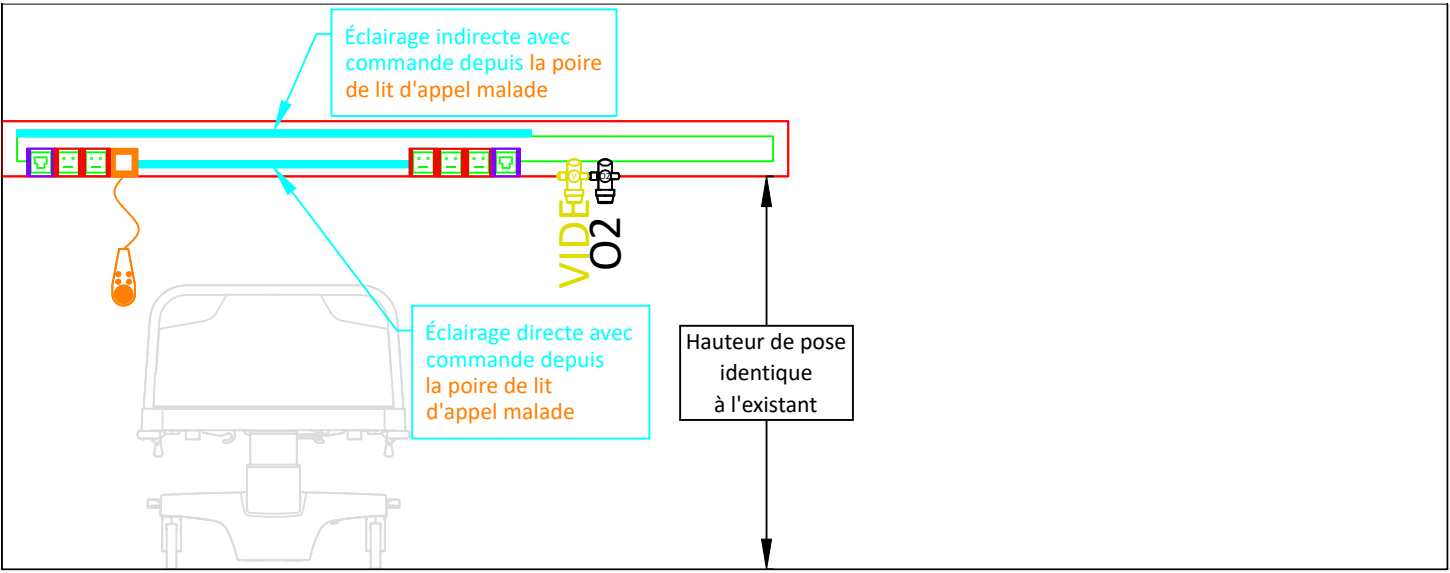 Éclairage indirecte avec
commande depuis la poire
de lit d'appel malade
V
O2
VIDE
O2
Éclairage directe avec
commande depuis
la poire de lit
d'appel malade
Hauteur de pose
identique
à l'existant